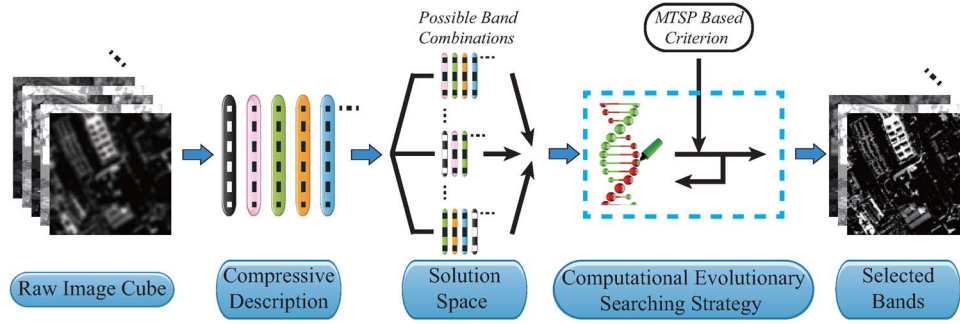 Possible Band
Combinations
MTSP Based
Criterion
Raw Image Cube
Compressive
Description
Solution
Space
Computational Evolutionary
Searching Strategy
Selected
Bands